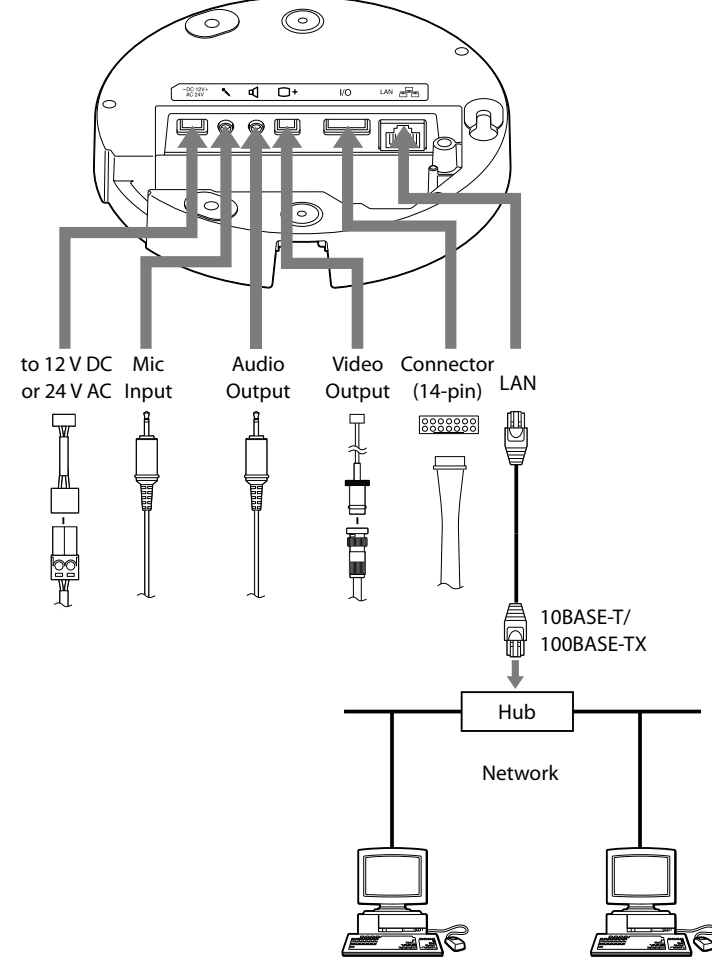 −DC 12V+
AC 24V
I/O
LAN
to 12 V DC
or 24 V AC
Mic
Input
Audio
Output
Video
Output
Connector
(14-pin)
LAN
10BASE-T/
100BASE-TX
Hub
Network